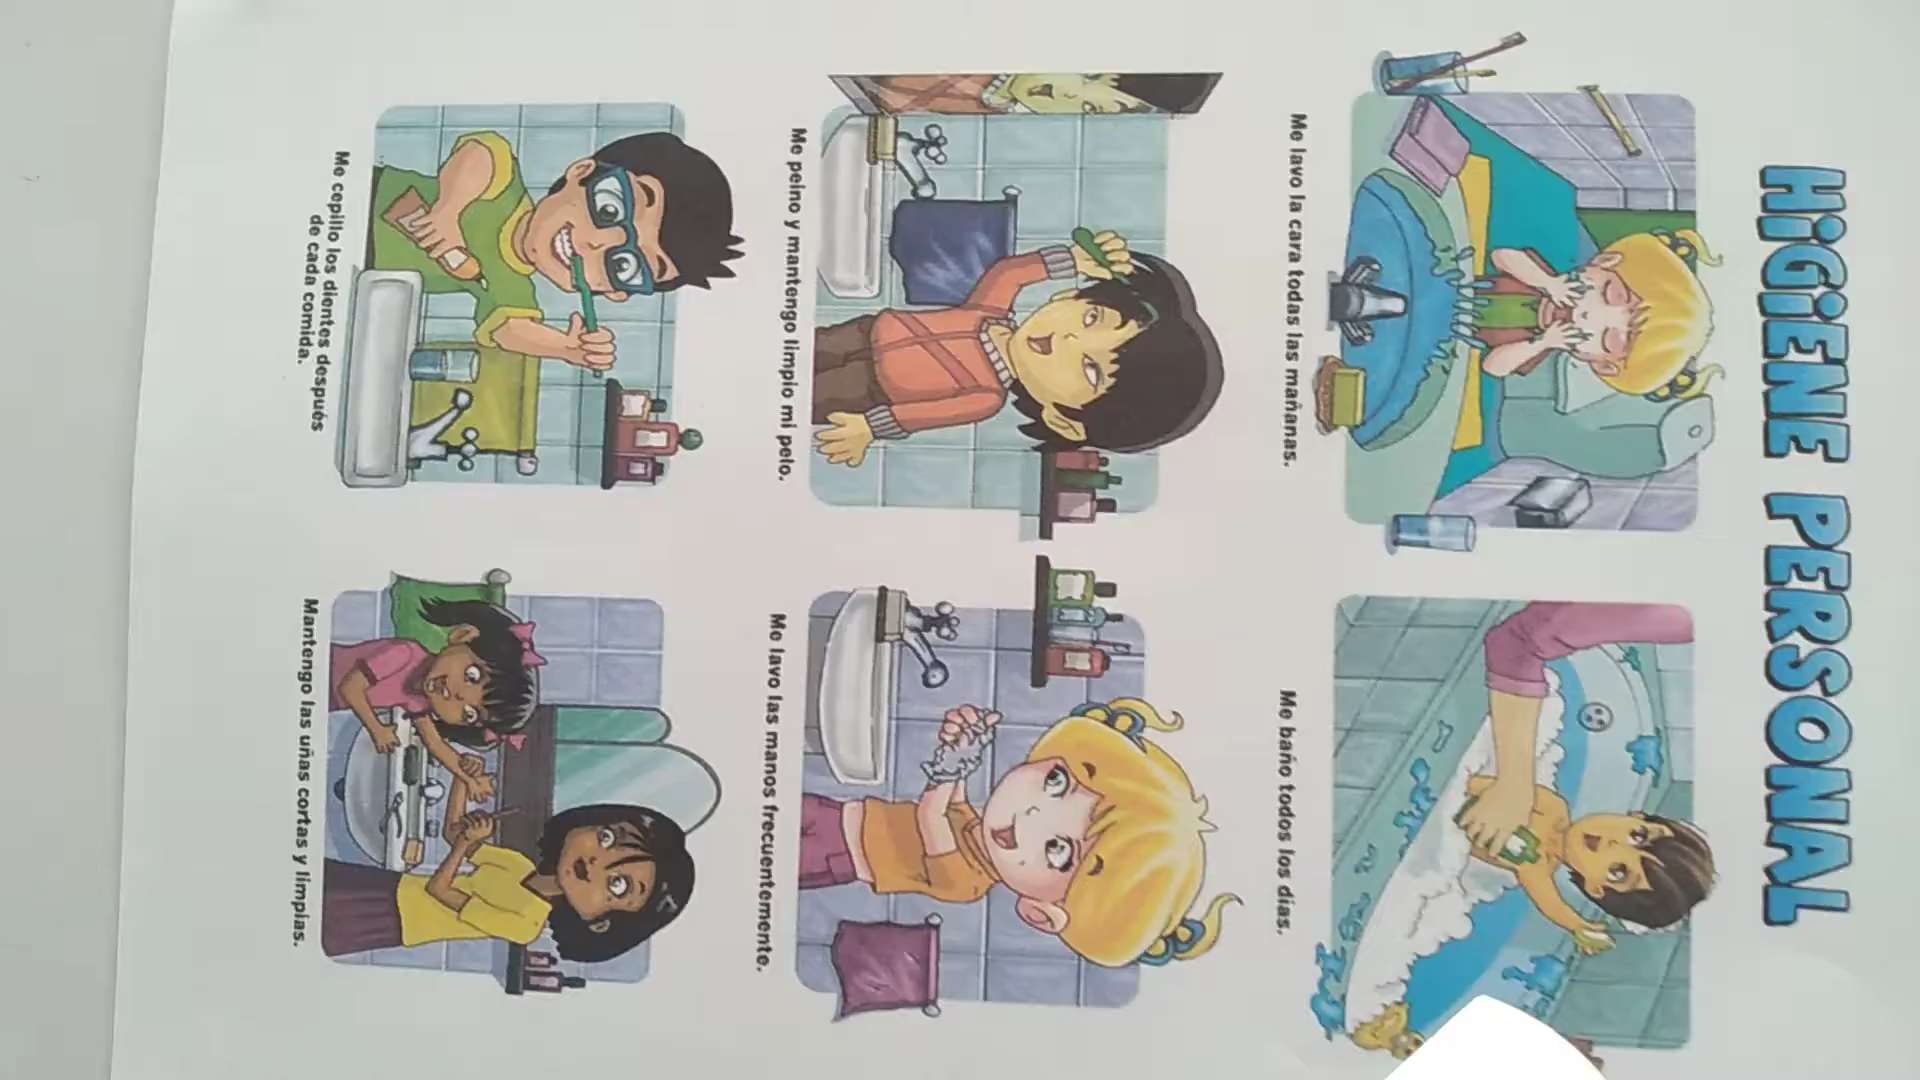 HiGiENE PERSONAL
Me lavo la cara todas las mañanas.
Me baño todos los días.
Me peino y mantengo limpio mi pelo.
Me lavo las manos frecuentemente.
Me cepillo los dientes después
de cada comida.
Mantengo las uñas cortas y limpias.